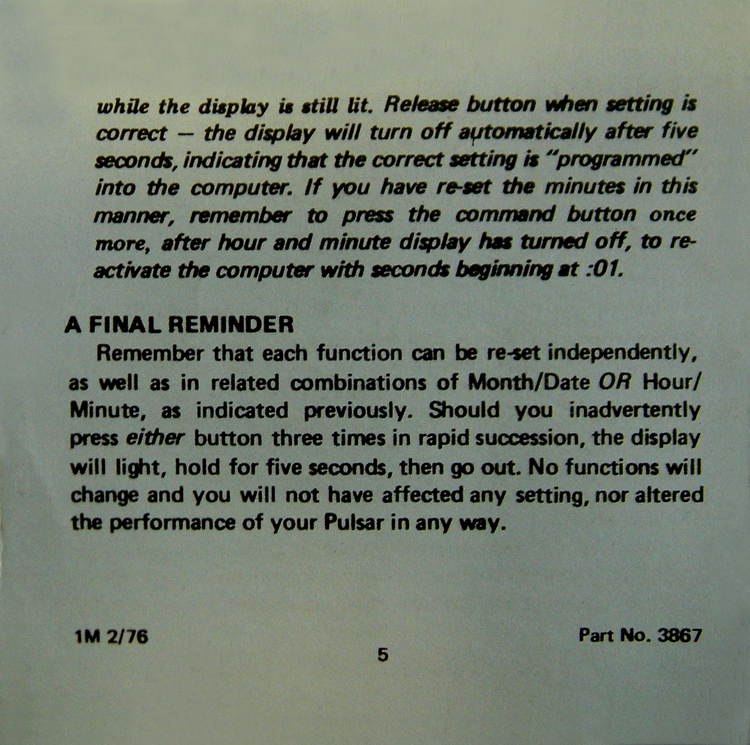 while the display is still lit. Release button when setting is
correct — the display will turn off automatically after five
seconds, indicating that the correct setting is "programmed"
into the computer. If you have re-set the minutes in this
manner, remember to press the command button once
more, after hour and minute display has turned off, to re-
activate the computer with seconds beginning at :01.
A FINAL REMINDER
Remember that each function can be re-set independently,
as well as in related combinations of Month/Date OR Hour/
Minute, as indicated previously. Should you inadvertently
press either button three times in rapid succession, the display
will light, hold for five seconds, then go out. No functions will
change and you will not have affected any setting, nor altered
the performance of your Pulsar in any way.
1M 2/76
Part No. 3867
5